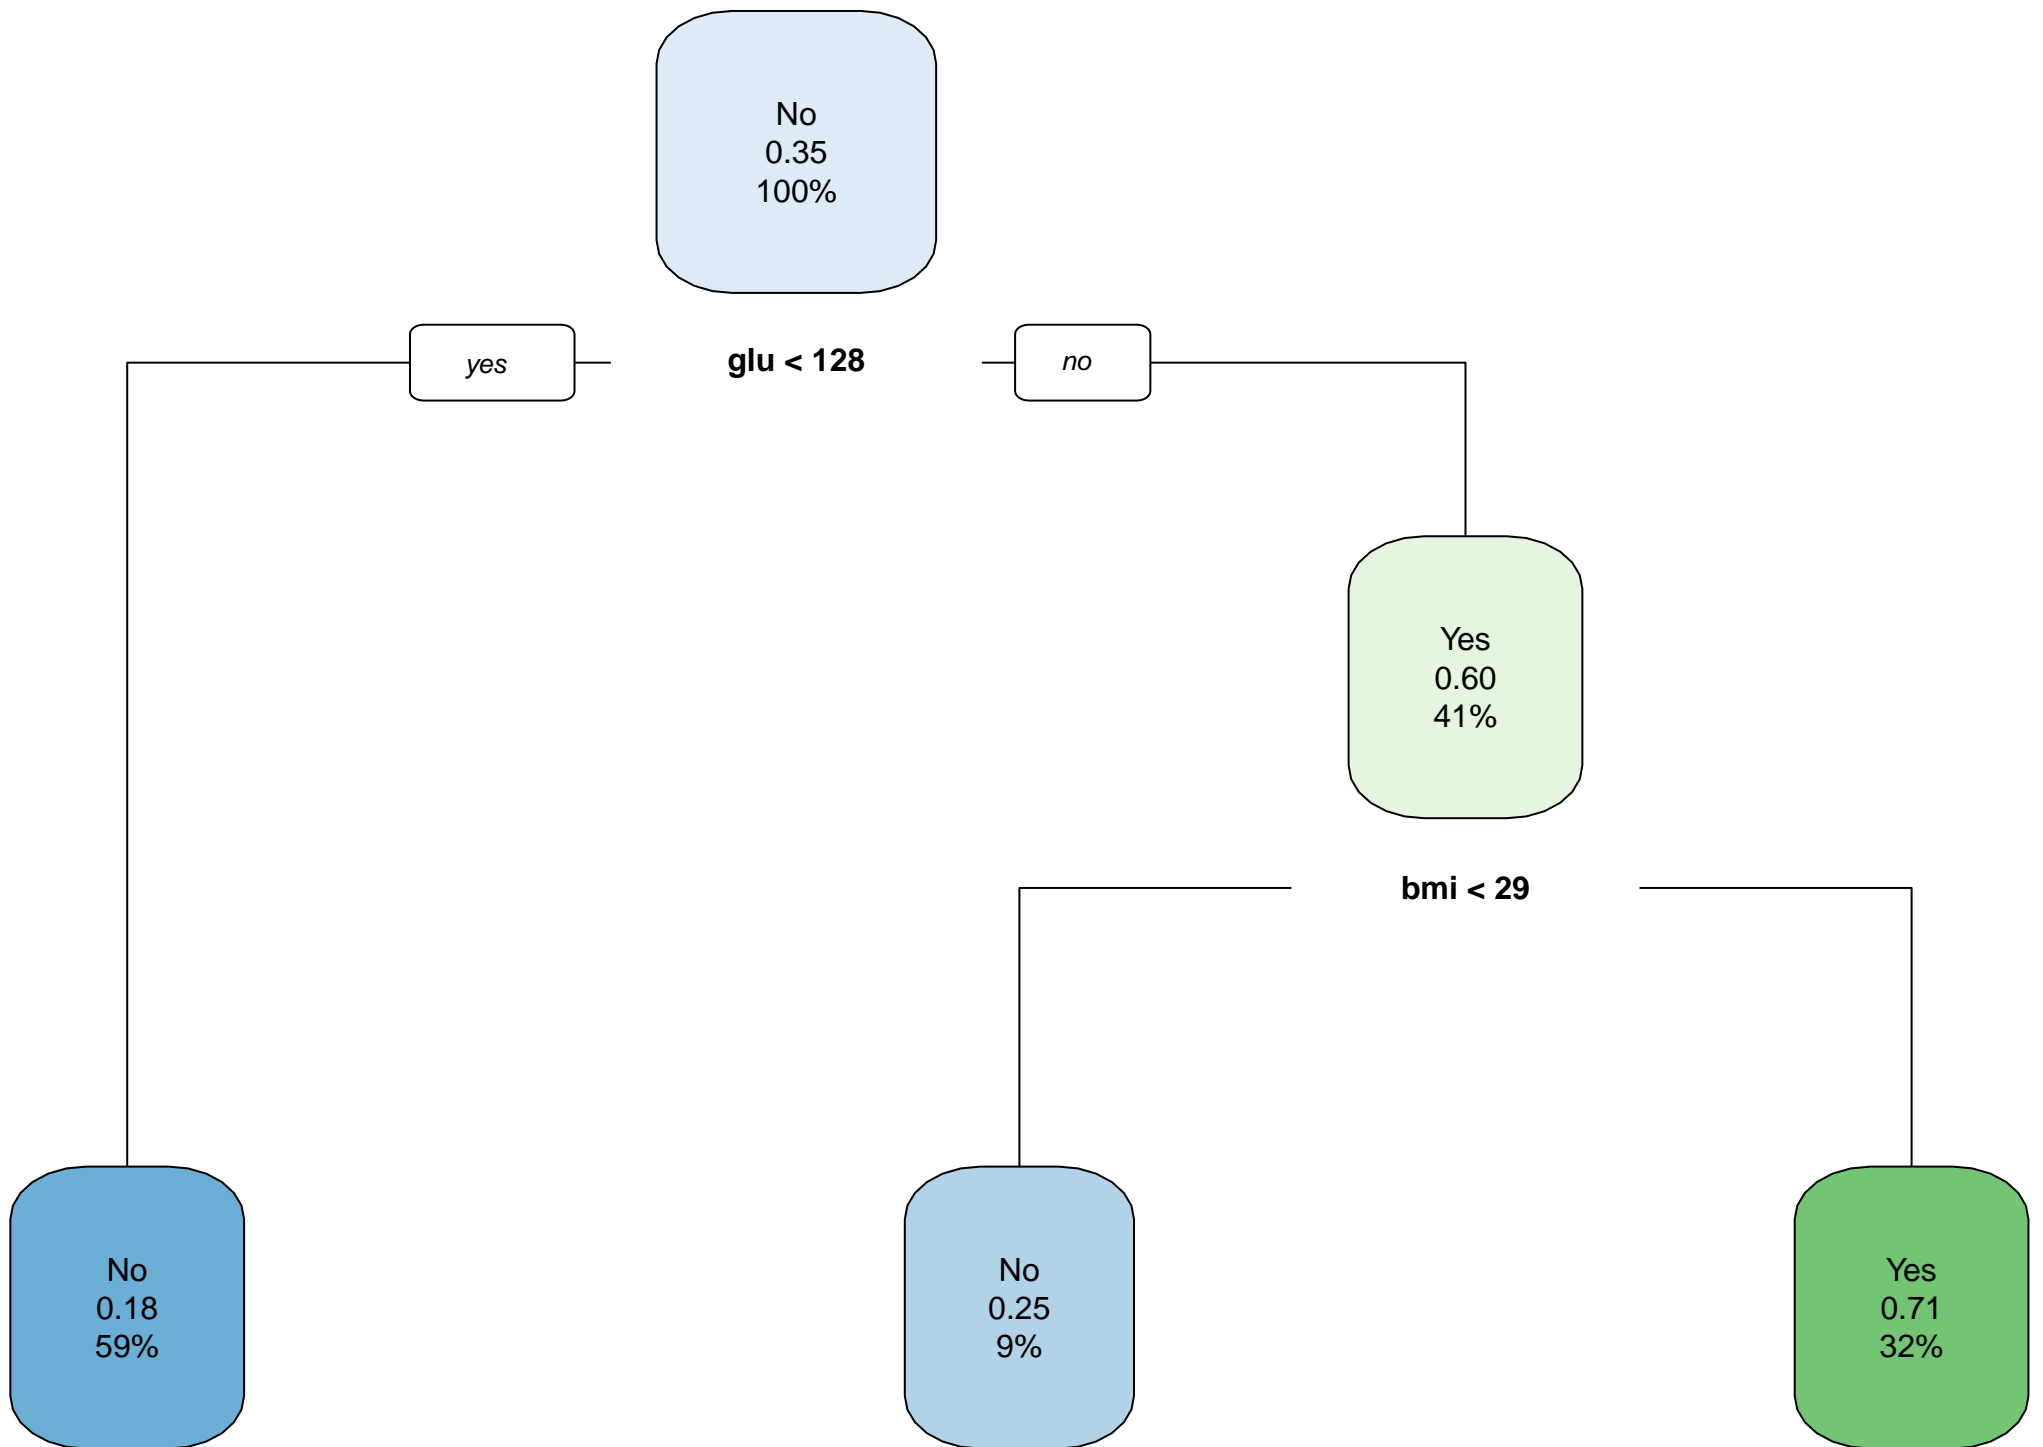 No
0.35
100%
yes
glu < 128
no
Yes
0.60
41%
bmi < 29
No
0.18
59%
No
0.25
9%
Yes
0.71
32%